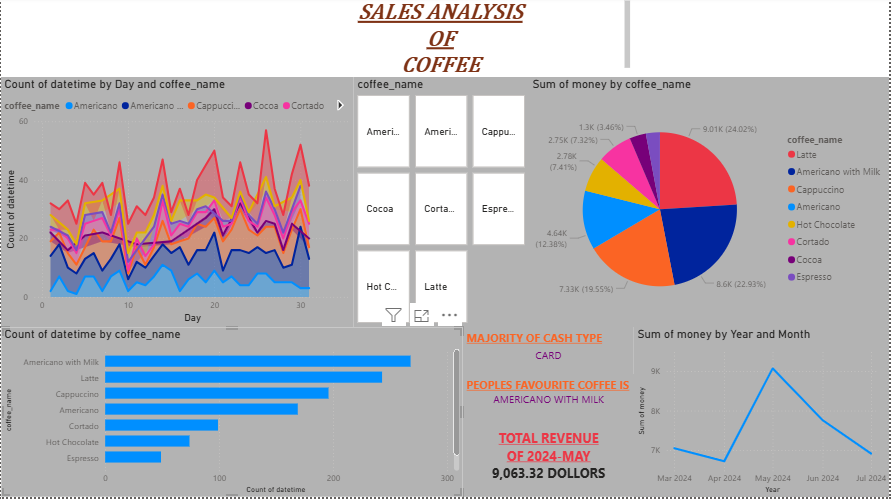 SALES ANALYSIS
OF
COFFEE
Count of datetime by Day and coffee_name
coffee_name Americano Americano ... Cappucci... Cocoa Cortado
Count of datetime
60
40
20
0
0 10 20 30
Day
coffee_name
Ameri... Ameri... Cappu...
Cocoa Corta... Espre...
Hot C... Latte
Sum of money by coffee_name
1.3K (3.46%)
2.75K (7.32%)
2.78K
(7.41%)
4.64K
(12.38%)
7.33K (19.55%)
9.01K (24.02%)
8.6K (22.93%)
coffee_name
Latte
Americano with Milk
Cappuccino
Americano
Hot Chocolate
Cortado
Cocoa
Espresso
Count of datetime by coffee_name
coffee_name
Americano with Milk
Latte
Cappuccino
Americano
Cortado
Hot Chocolate
Espresso
0 100 200 300
Count of datetime
MAJORITY OF CASH TYPE
CARD
PEOPLES FAVOURITE COFFEE IS
AMERICANO WITH MILK
TOTAL REVENUE
OF 2024-MAY
9,063.32 DOLLORS
Sum of money by Year and Month
Sum of money
9K
8K
7K
Mar 2024 Apr 2024 May 2024 Jun 2024 Jul 2024
Year